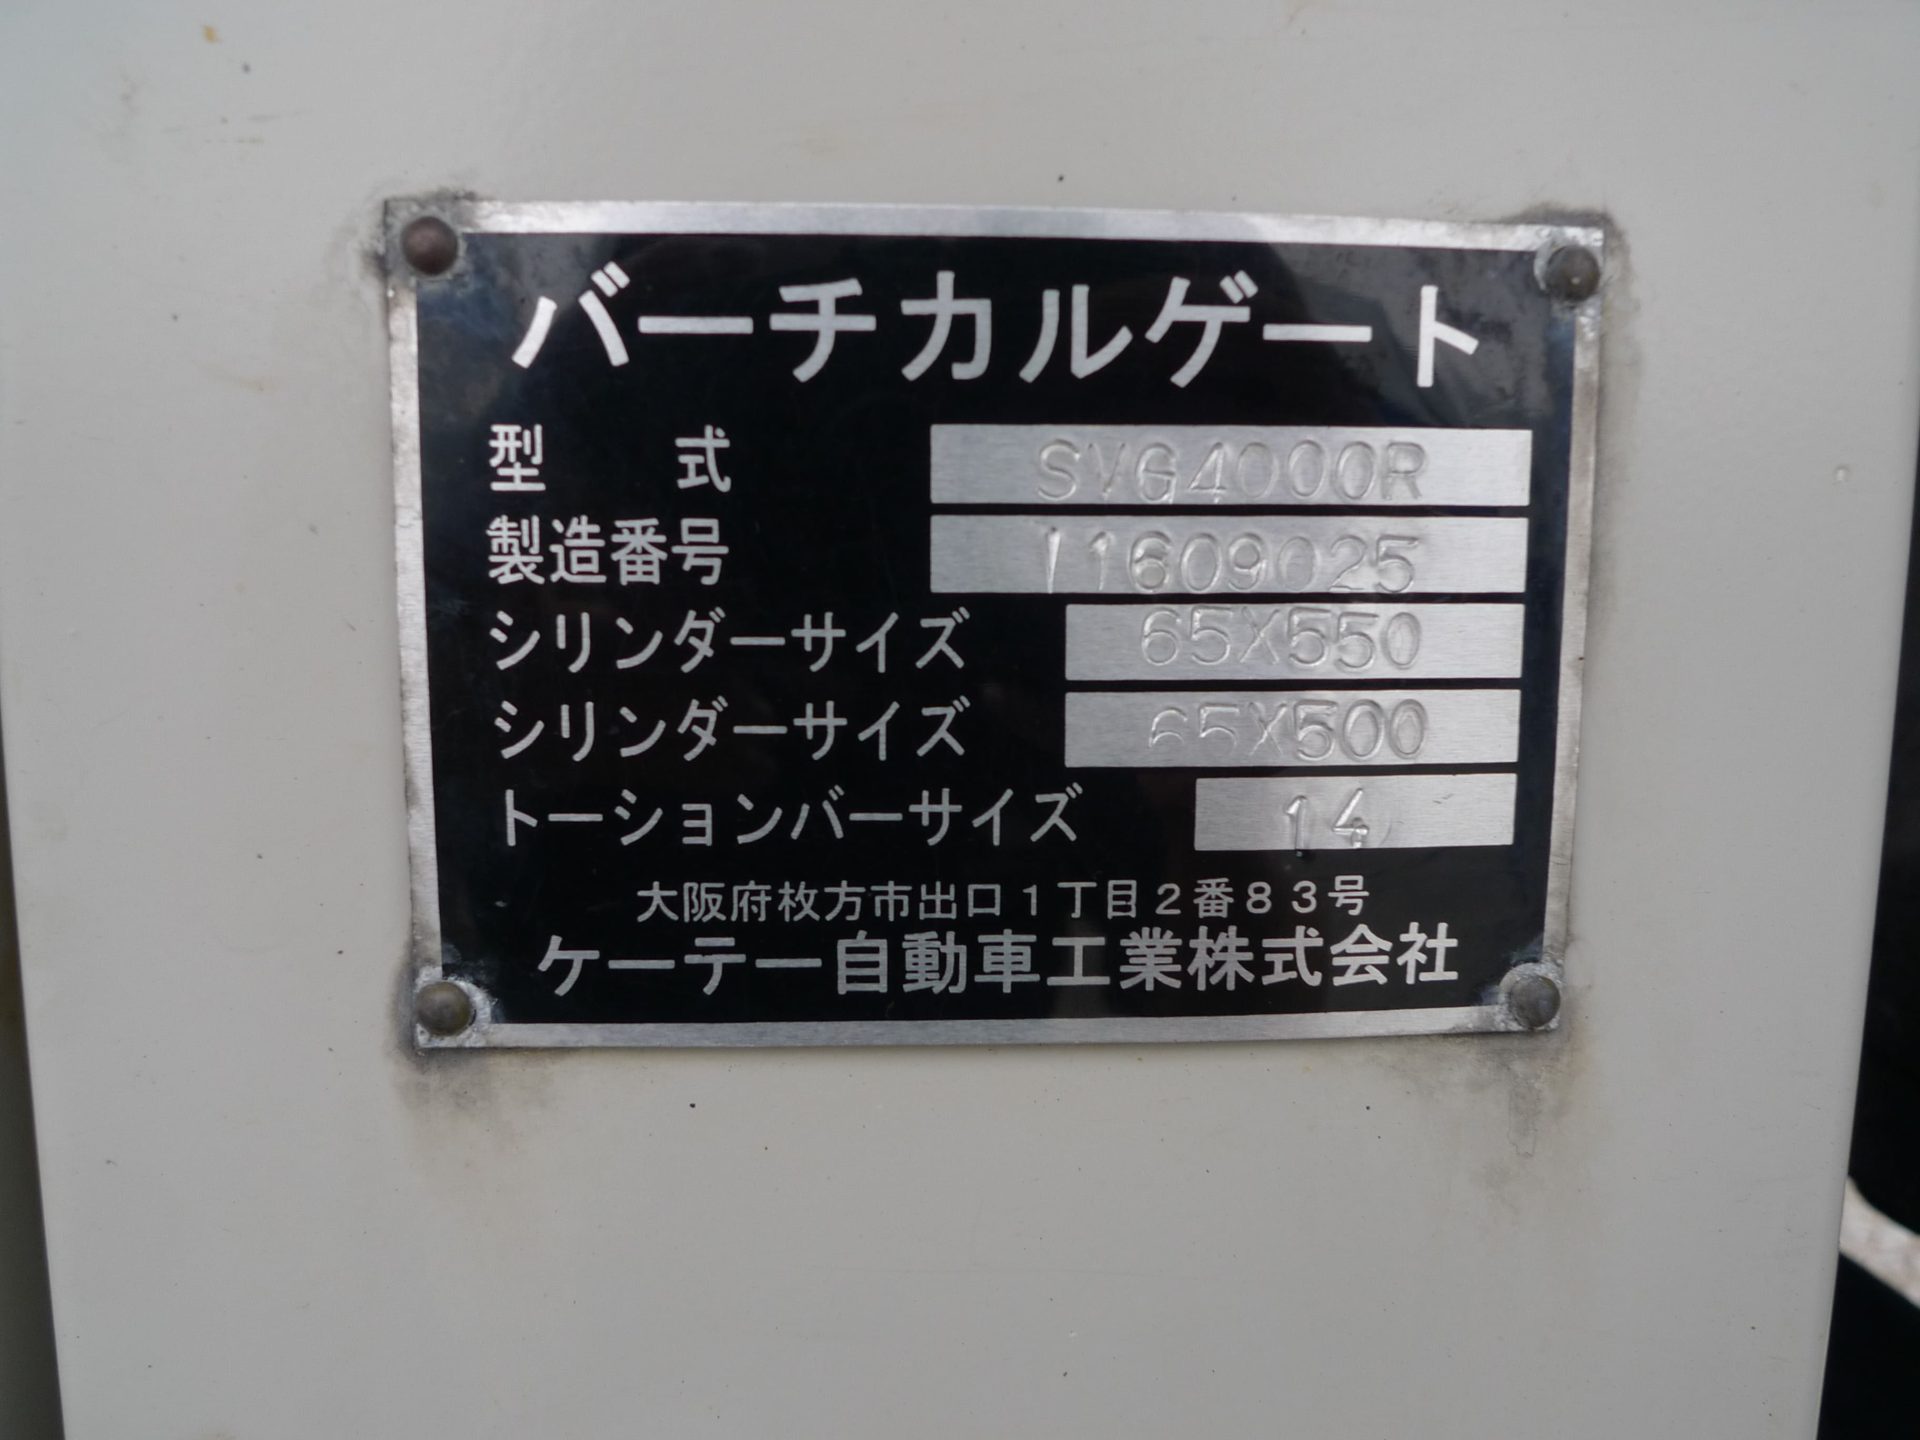 バーチカルゲート
型式 SVG4000R
製造番号 11609025
シリンダーサイズ 65X550
シリンダーサイズ 65X500
トーションバーサイズ 14
大阪府枚方市出口1丁目2番83号
ケーテー自動車工業株式会社